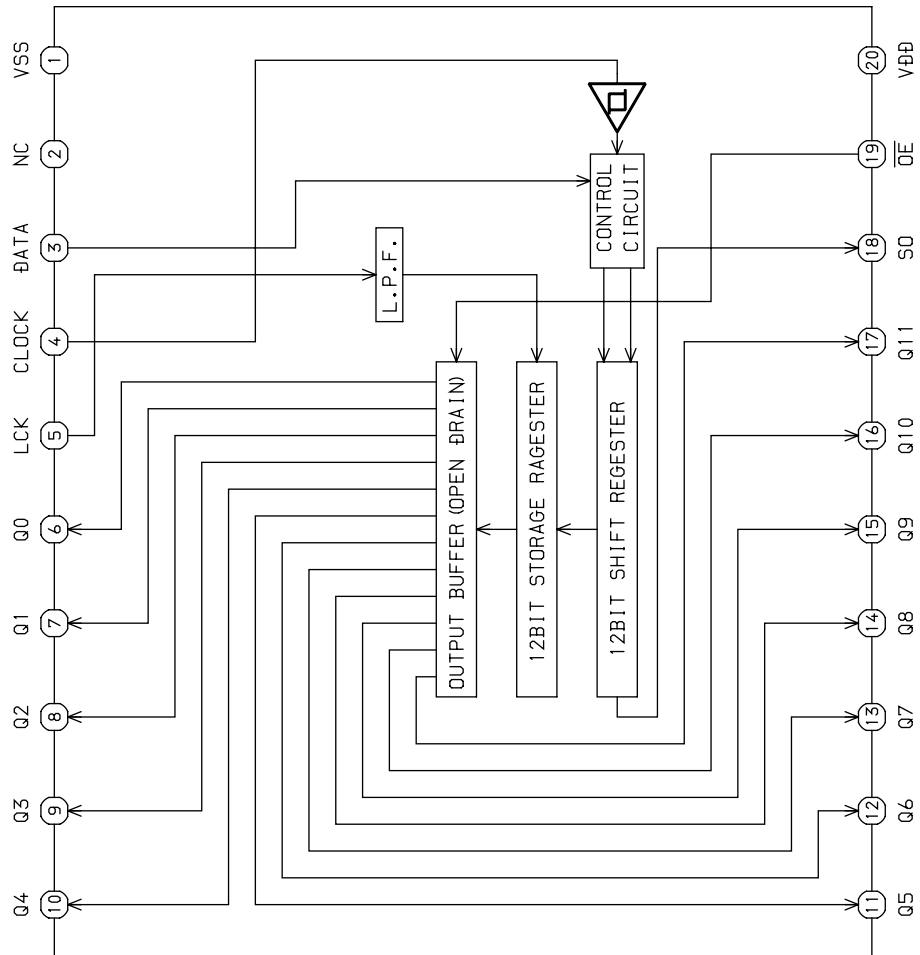 VSS
1
NC
2
DATA
3
CLOCK
4
LCK
5
Q0
6
Q1
7
Q2
8
Q3
9
Q4
10
VDD
20
OE
19
SO
18
Q11
17
Q10
16
Q9
15
Q8
14
Q7
13
Q6
12
Q5
11
CONTROL
CIRCUIT
L.P.F.
OUTPUT BUFFER(OPEN DRAIN)
12BIT STORAGE RAGESTER
12BIT SHIFT REGESTER